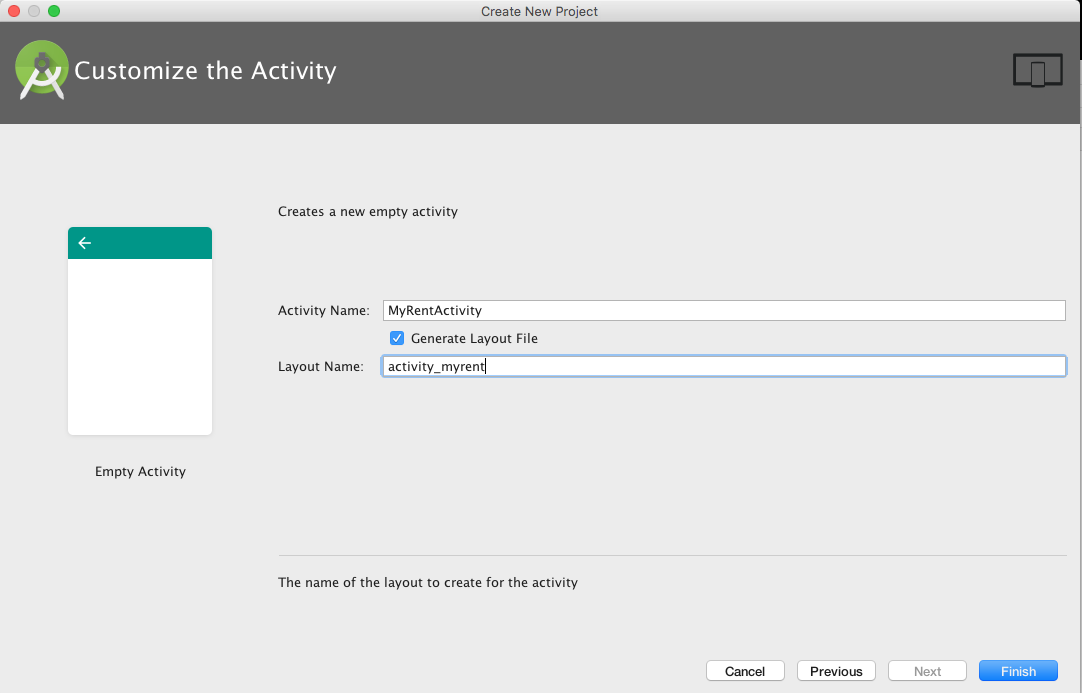 Create New Project
Customize the Activity
Creates a new empty activity
Activity Name: MyRentActivity
Generate Layout File
Layout Name: activity_myrent
Empty Activity
The name of the layout to create for the activity
Cancel Previous Next Finish